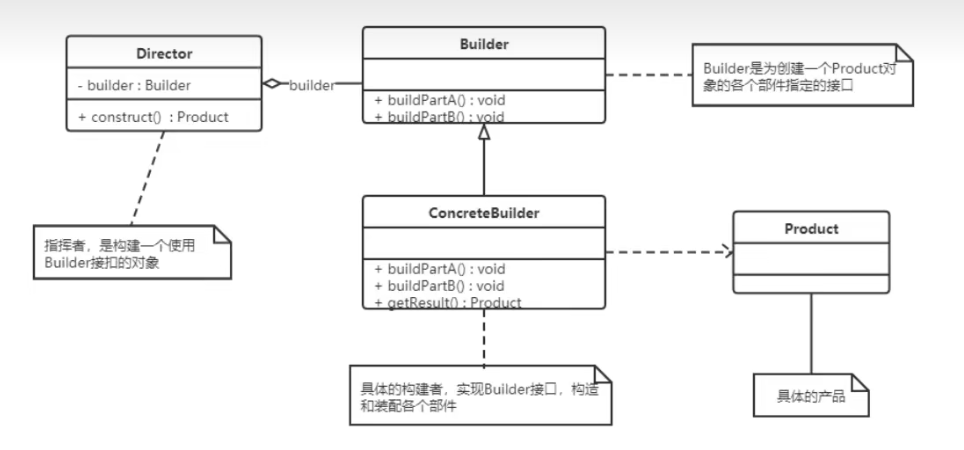 Director
- builder : Builder
+ construct() : Product
builder
Builder
+ buildPartA() : void
+ buildPartB() : void
Builder是为创建一个Product对
象的各个部件指定的接口
指挥者，是构建一个使用
Builder接扣的对象
ConcreteBuilder
+ buildPartA() : void
+ buildPartB() : void
+ getResult() : Product
Product
具体的构建者，实现Builder接口，构造
和装配各个部件
具体的产品